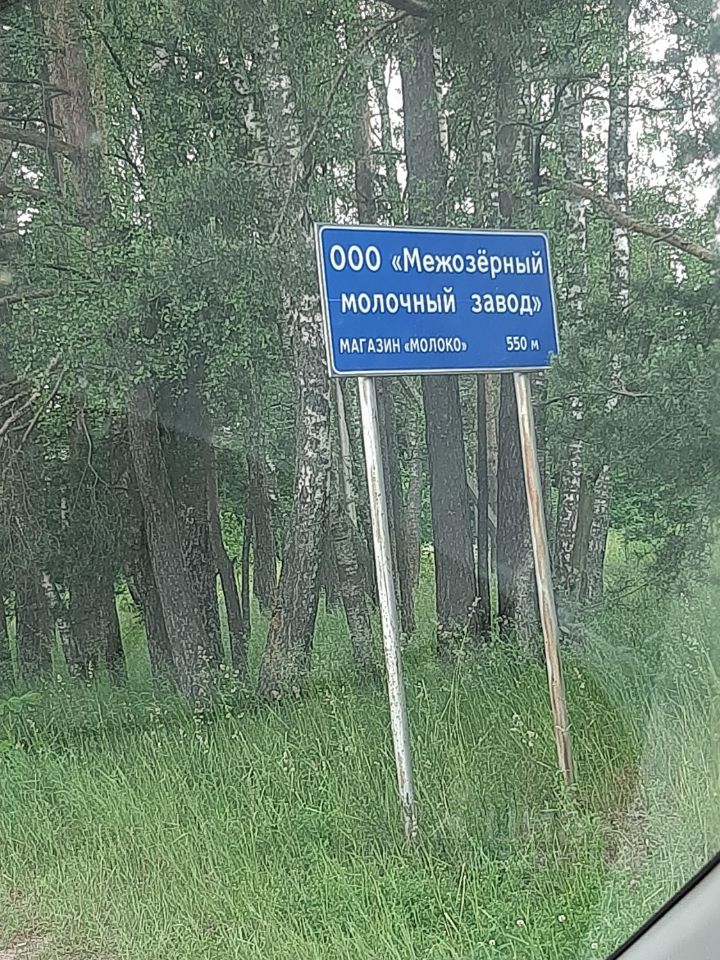 ООО «Межозёрный
молочный завод»
МАГАЗИН «МОЛОКО» 550 м